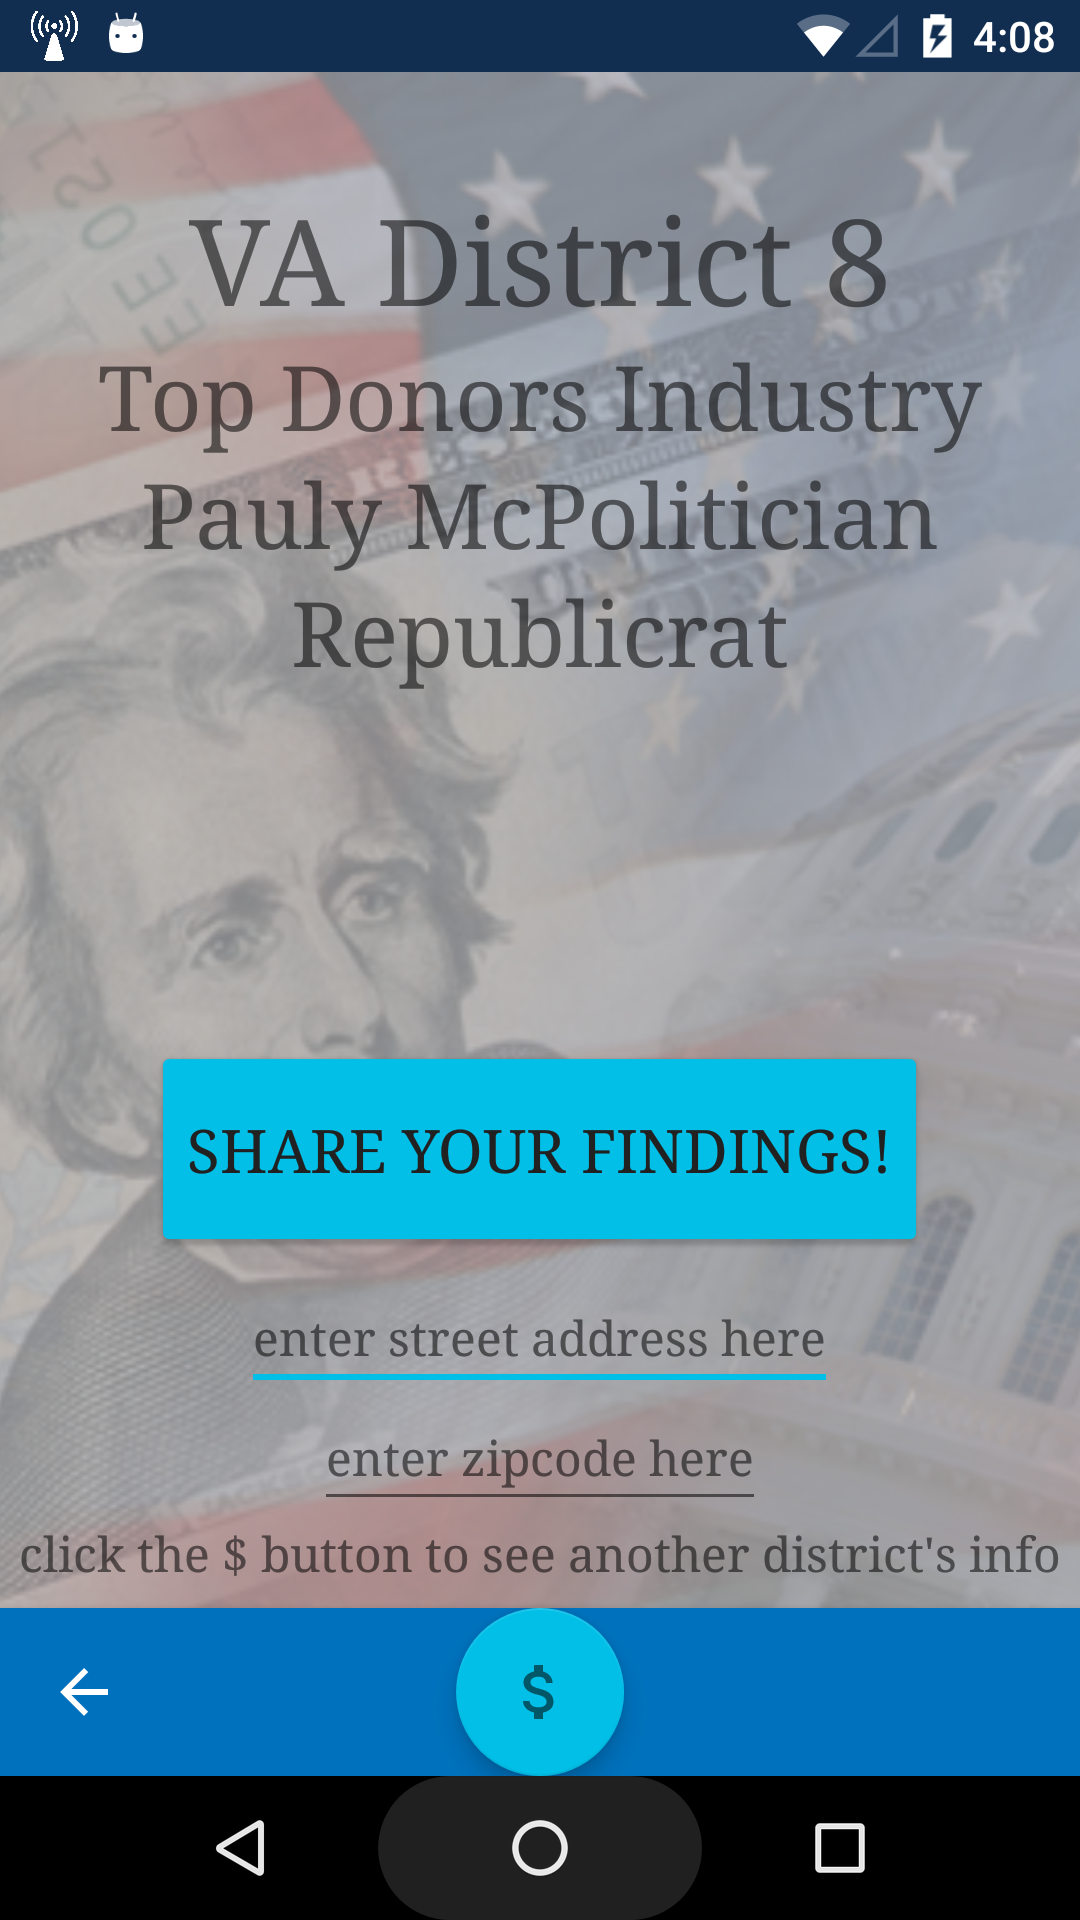 4:08
VA District 8
Top Donors Industry
Pauly McPolitician
Republicrat
SHARE YOUR FINDINGS!
enter street address here
enter zipcode here
click the $ button to see another district's info
$